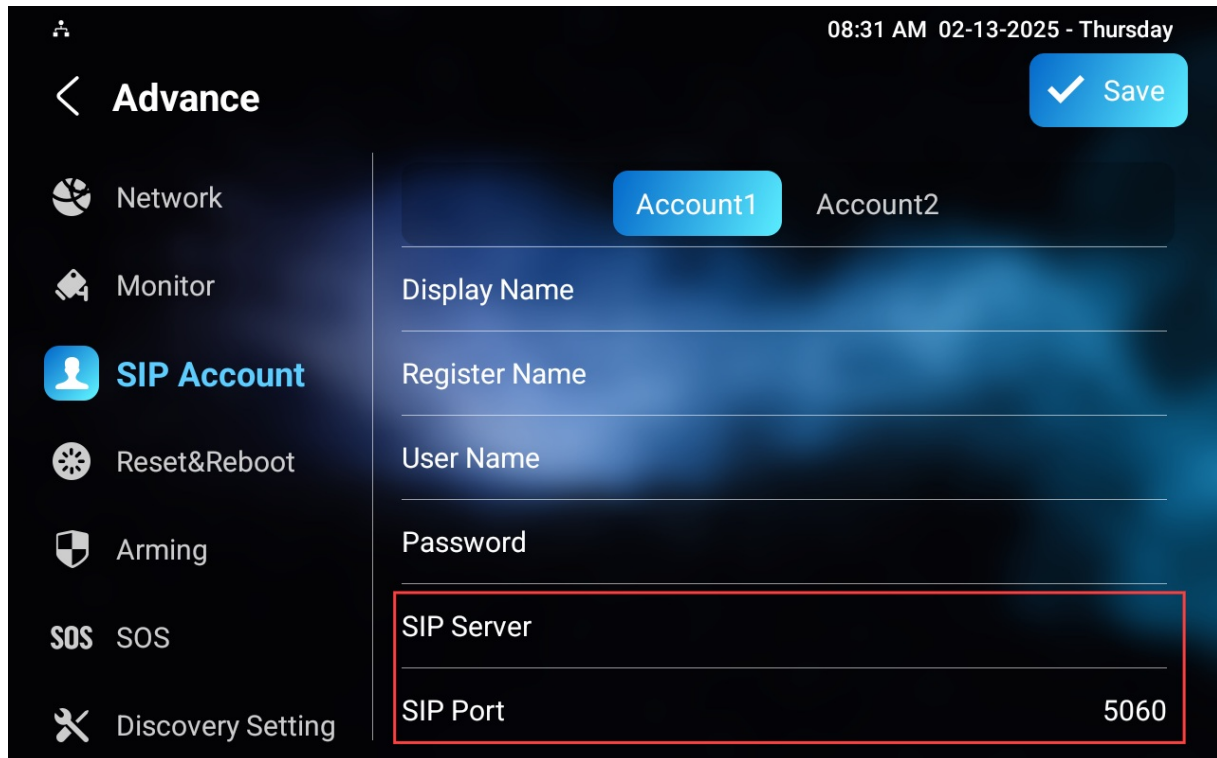 08:31 AM 02-13-2025 - Thursday
Advance
Save
Network
Monitor
SIP Account
Reset&Reboot
Arming
SOS SOS
Discovery Setting
Account1 Account2
Display Name
Register Name
User Name
Password
SIP Server
SIP Port 5060